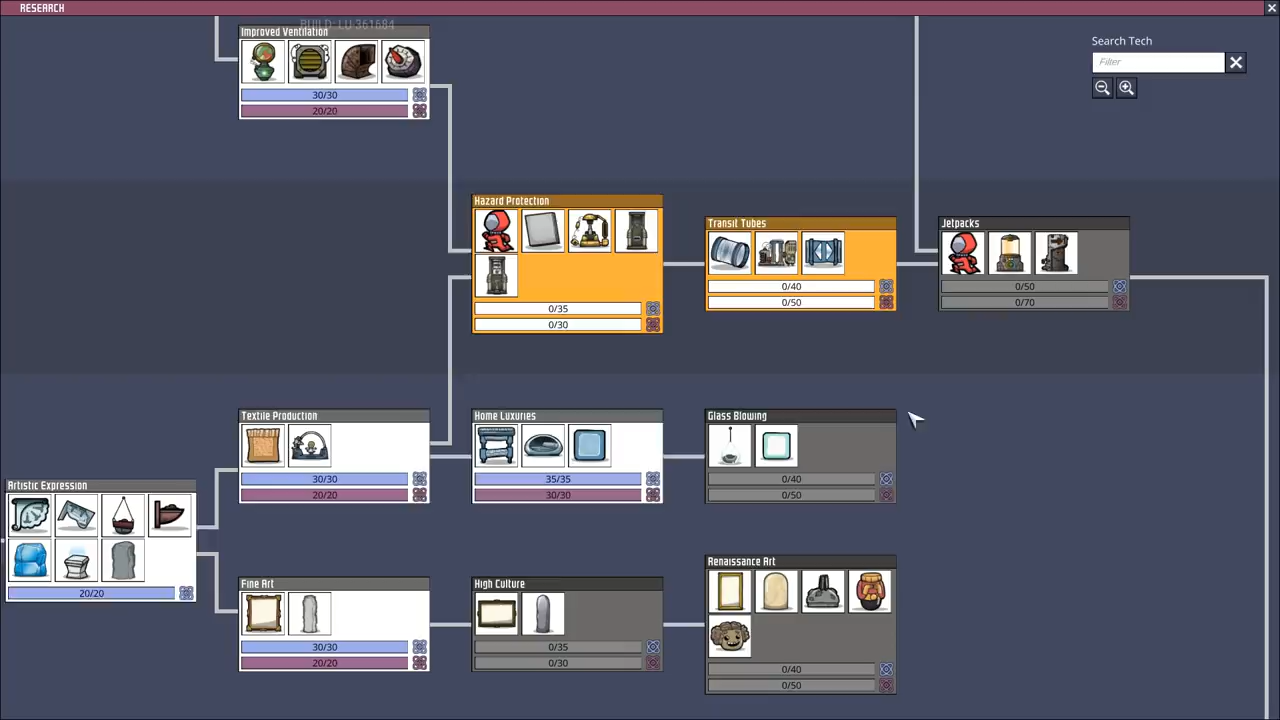 RESEARCH
BUILD: LU-361684
Improved Ventilation
30/30
20/20
Search Tech
Filter
Hazard Protection
0/35
0/30
Transit Tubes
0/40
0/50
Jetpacks
0/50
0/70
Textile Production
30/30
20/20
Home Luxuries
35/35
30/30
Glass Blowing
0/40
0/50
Artistic Expression
20/20
Fine Art
30/30
20/20
High Culture
0/35
0/30
Renaissance Art
0/40
0/50